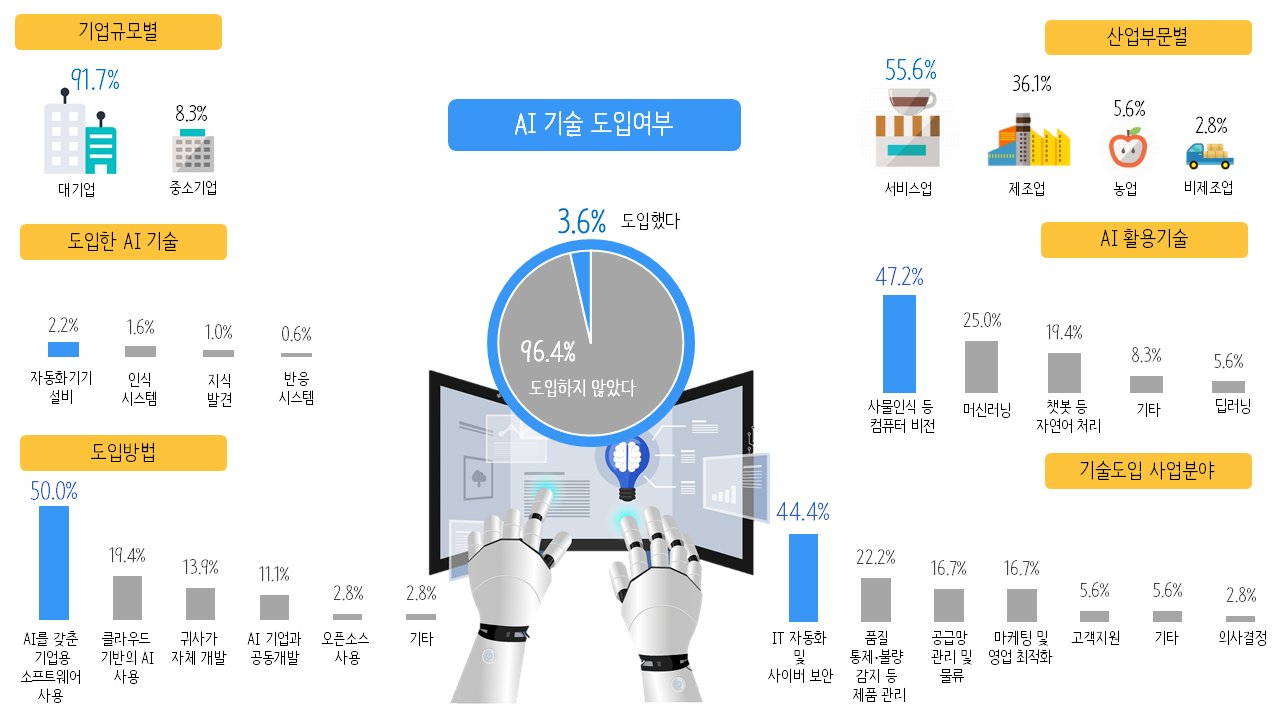 기업규모별
91.7%
8.3%
대기업
중소기업
도입한 AI 기술
2.2%
1.6%
1.0%
0.6%
자동화기기
설비
인식
시스템
지식
발견
반응
시스템
도입방법
50.0%
19.4%
13.9%
11.1%
2.8%
2.8%
AI를 갖춘
기업용
소프트웨어
사용
클라우드
기반의 AI
사용
귀사가
자체 개발
AI 기업과
공동개발
오픈소스
사용
기타
AI 기술 도입여부
3.6%
도입했다
96.4%
도입하지 않았다
산업부문별
55.6%
36.1%
5.6%
2.8%
서비스업
제조업
농업
비제조업
AI 활용기술
47.2%
25.0%
19.4%
8.3%
5.6%
사물인식 등
컴퓨터 비전
머신러닝
챗봇 등
자연어 처리
기타
딥러닝
기술도입 사업분야
44.4%
22.2%
16.7%
16.7%
5.6%
5.6%
2.8%
IT 자동화
및
사이버 보안
품질
통제·불량
감지 등
제품 관리
공급망
관리 및
물류
마케팅 및
영업 최적화
고객지원
기타
의사결정